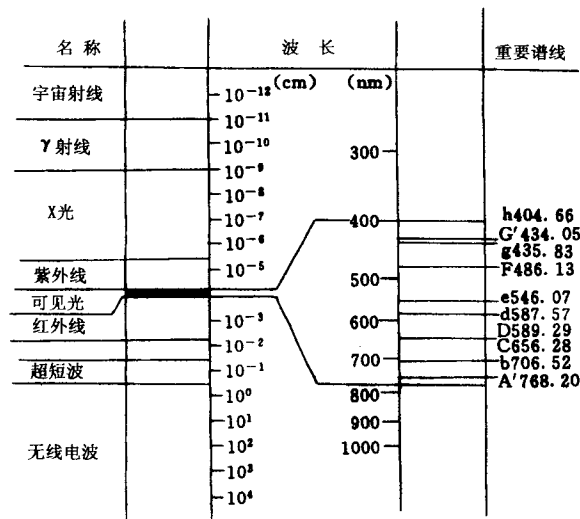 名称 波长 重要谱线
(cm) (nm)
宇宙射线
γ射线
X光
紫外线
可见光
红外线
超短波
无线电波
10⁻¹²
10⁻¹¹
10⁻¹⁰
10⁻⁹
10⁻⁸
10⁻⁷
10⁻⁶
10⁻⁵
10⁻³
10⁻²
10⁻¹
10⁰
10¹
10²
10³
10⁴
300
400
500
600
700
800
900
1000
h404.66
G′434.05
g435.83
F486.13
e546.07
d587.57
D589.29
C656.28
b706.52
A′768.20